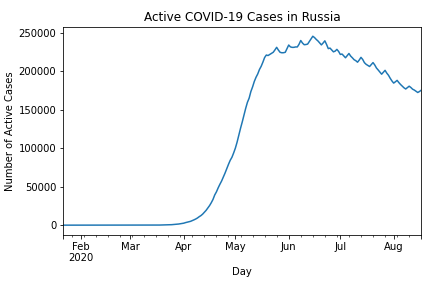 Active COVID-19 Cases in Russia
Number of Active Cases
250000
200000
150000
100000
50000
0
Feb Mar Apr May Jun Jul Aug
2020
Day